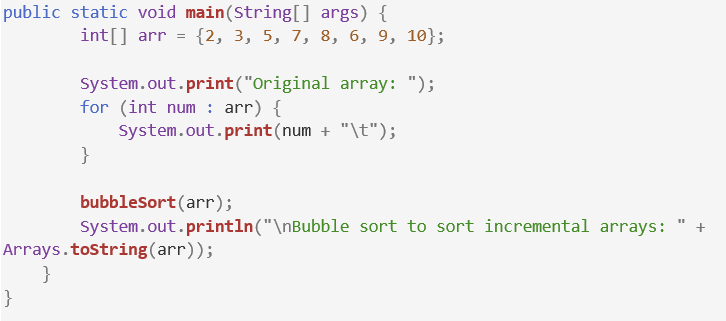 public static void main(String[] args) {
int[] arr = {2, 3, 5, 7, 8, 6, 9, 10};
System.out.print("Original array: ");
for (int num : arr) {
System.out.print(num + "\t");
}
bubbleSort(arr);
System.out.println("\nBubble sort to sort incremental arrays: " +
Arrays.toString(arr));
}
}